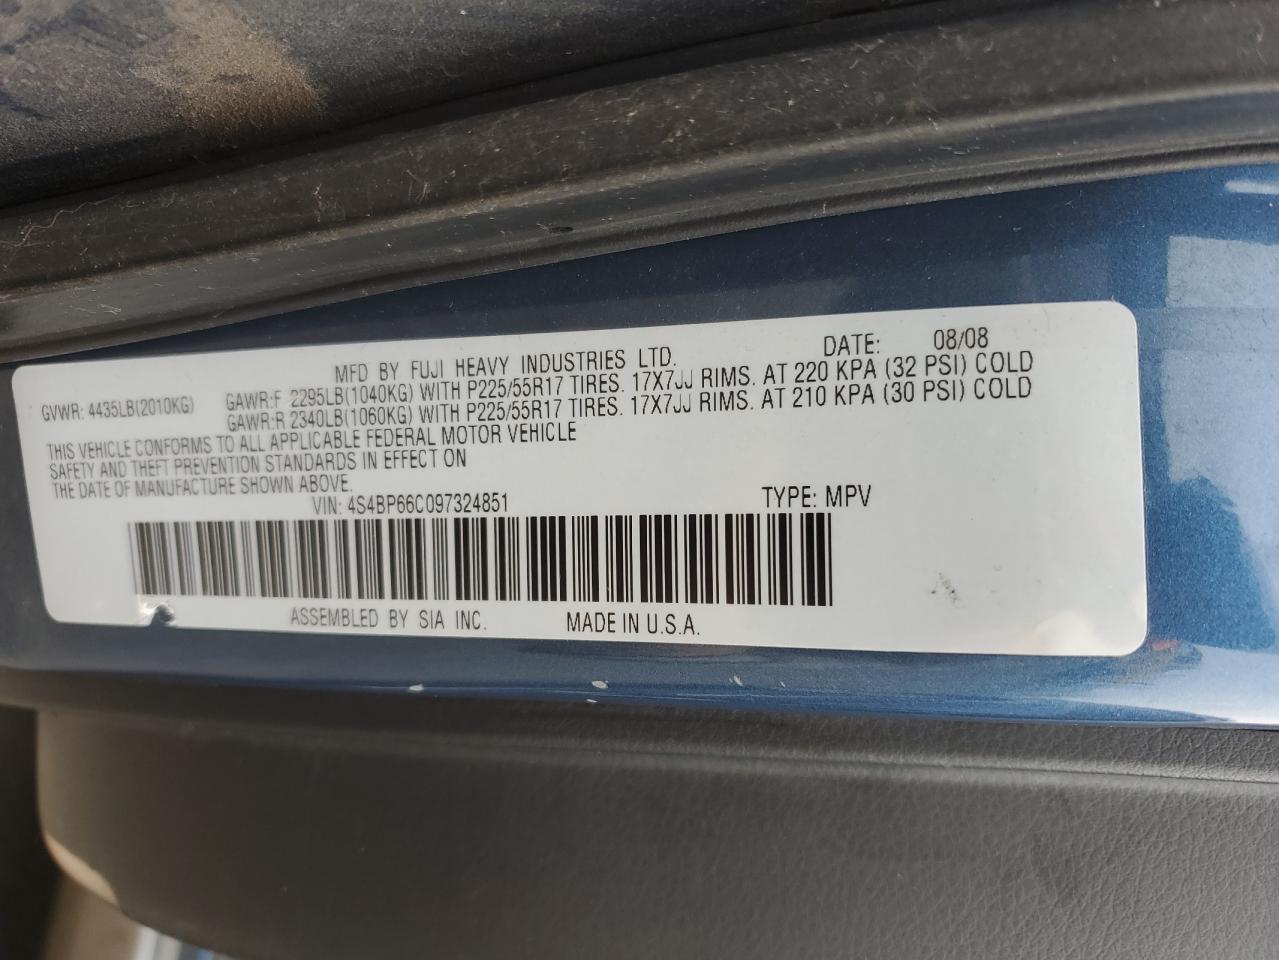 MFD BY FUJI HEAVY INDUSTRIES LTD. DATE: 08/08
GVWR: 4435LB(2010KG) GAWR:F 2295LB(1040KG) WITH P225/55R17 TIRES. 17X7JJ RIMS. AT 220 KPA (32 PSI) COLD
GAWR:R 2340LB(1060KG) WITH P225/55R17 TIRES. 17X7JJ RIMS. AT 210 KPA (30 PSI) COLD
THIS VEHICLE CONFORMS TO ALL APPLICABLE FEDERAL MOTOR VEHICLE
SAFETY AND THEFT PREVENTION STANDARDS IN EFFECT ON
THE DATE OF MANUFACTURE SHOWN ABOVE.
VIN: 4S4BP66C097324851 TYPE: MPV
ASSEMBLED BY SIA INC. MADE IN U.S.A.